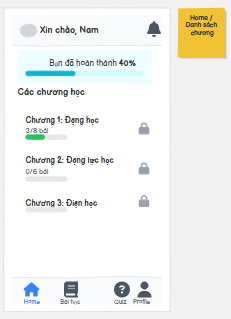 Xin chào, Nam
Bạn đã hoàn thành 40%
Các chương học
Chương 1: Động học
3/8 bài
Chương 2: Động lực học
0/6 bài
Chương 3: Điện học
Home
Bài học
Quiz
Profile
Home /
Danh sách
chương